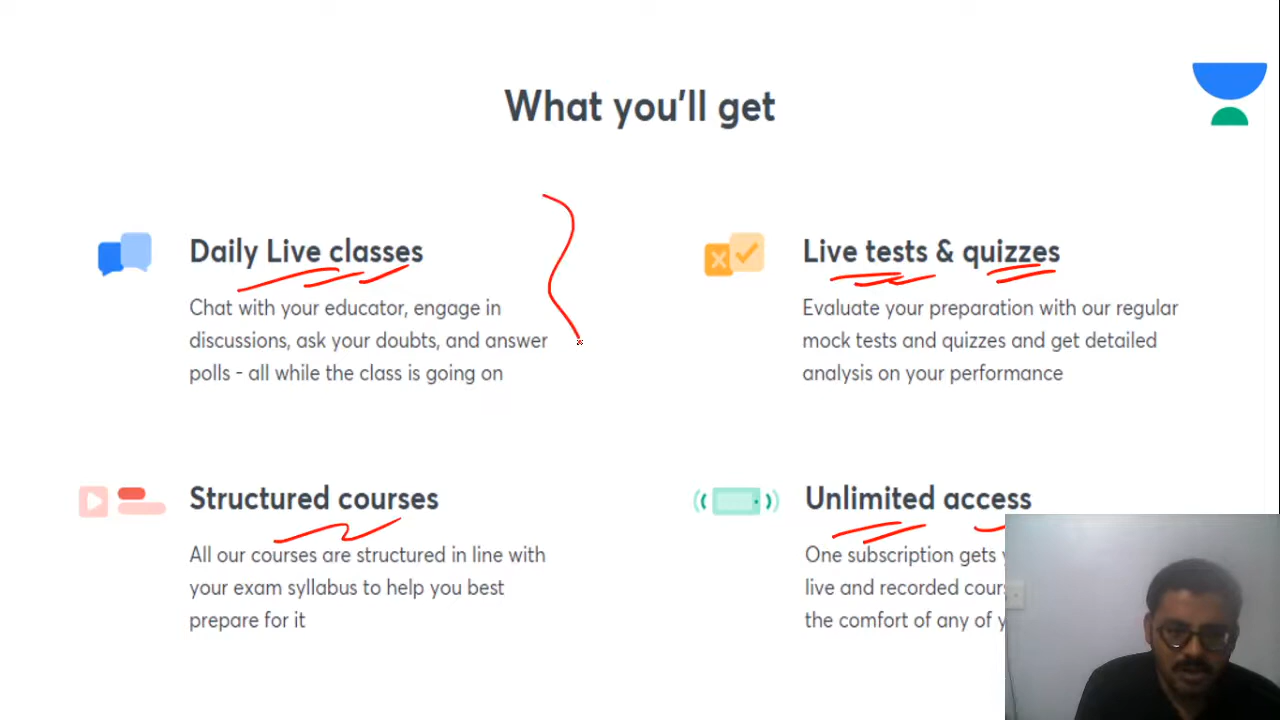 What you'll get
Daily Live classes
Chat with your educator, engage in
discussions, ask your doubts, and answer
polls - all while the class is going on
Live tests & quizzes
Evaluate your preparation with our regular
mock tests and quizzes and get detailed
analysis on your performance
Structured courses
All our courses are structured in line with
your exam syllabus to help you best
prepare for it
Unlimited access
One subscription gets
live and recorded
the comfort of any of